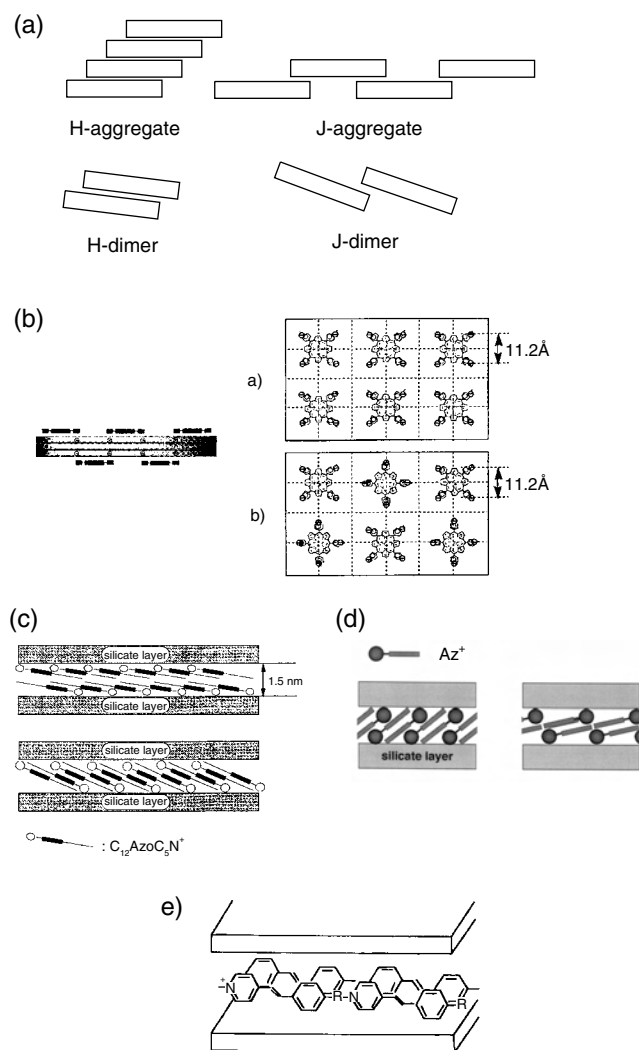 (a)
H-aggregate
J-aggregate
H-dimer
J-dimer
(b)
a)
11.2Å
b)
11.2Å
(c)
silicate layer
1.5 nm
silicate layer
silicate layer
silicate layer
: C₁₂AzoC₅N⁺
(d)
Az⁺
silicate layer
e)
+
N
R
N
R